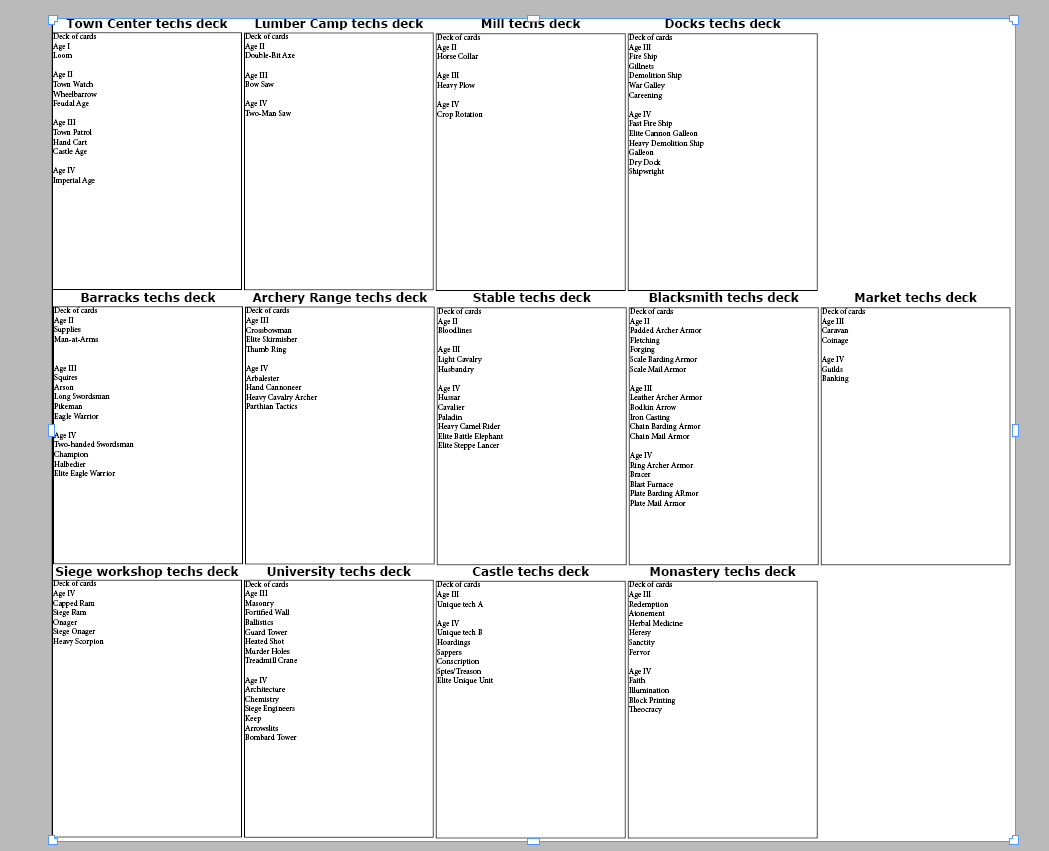 Town Center techs deck
Deck of cards
Age I
Loom
Age II
Town Watch
Wheelbarrow
Feudal Age
Age III
Town Patrol
Hand Cart
Castle Age
Age IV
Imperial Age
Lumber Camp techs deck
Deck of cards
Age II
Double-Bit Axe
Age III
Bow Saw
Age IV
Two-Man Saw
Mill techs deck
Deck of cards
Age II
Horse Collar
Age III
Heavy Plow
Age IV
Crop Rotation
Docks techs deck
Deck of cards
Age III
Fire Ship
Gillnets
Demolition Ship
War Galley
Careening
Age IV
Fast Fire Ship
Elite Cannon Galleon
Heavy Demolition Ship
Galleon
Dry Dock
Shipwright
Barracks techs deck
Deck of cards
Age II
Supplies
Man-at-Arms
Age III
Squires
Arson
Long Swordsman
Pikeman
Eagle Warrior
Age IV
Two-handed Swordsman
Champion
Halbedier
Elite Eagle Warrior
Archery Range techs deck
Deck of cards
Age III
Crossbowman
Elite Skirmisher
Thumb Ring
Age IV
Arbalester
Hand Cannoneer
Heavy Cavalry Archer
Parthian Tactics
Stable techs deck
Deck of cards
Age II
Bloodlines
Age III
Light Cavalry
Husbandry
Age IV
Hussar
Cavalier
Paladin
Heavy Camel Rider
Elite Battle Elephant
Elite Steppe Lancer
Blacksmith techs deck
Deck of cards
Age II
Padded Archer Armor
Fletching
Forging
Scale Barding Armor
Scale Mail Armor
Age III
Leather Archer Armor
Bodkin Arrow
Iron Casting
Chain Barding Armor
Chain Mail Armor
Age IV
Ring Archer Armor
Bracer
Blast Furnace
Plate Barding ARmor
Plate Mail Armor
Market techs deck
Deck of cards
Age III
Caravan
Coinage
Age IV
Guilds
Banking
Siege workshop techs deck
Deck of cards
Age IV
Capped Ram
Siege Ram
Onager
Siege Onager
Heavy Scorpion
University techs deck
Deck of cards
Age III
Masonry
Fortified Wall
Ballistics
Guard Tower
Heated Shot
Murder Holes
Treadmill Crane
Age IV
Architecture
Chemistry
Siege Engineers
Keep
Arrowslits
Bombard Tower
Castle techs deck
Deck of cards
Age III
Unique tech A
Age IV
Unique tech B
Hoardings
Sappers
Conscription
Spies/Treason
Elite Unique Unit
Monastery techs deck
Deck of cards
Age III
Redemption
Atonement
Herbal Medicine
Heresy
Sanctity
Fervor
Age IV
Faith
Illumination
Block Printing
Theocracy